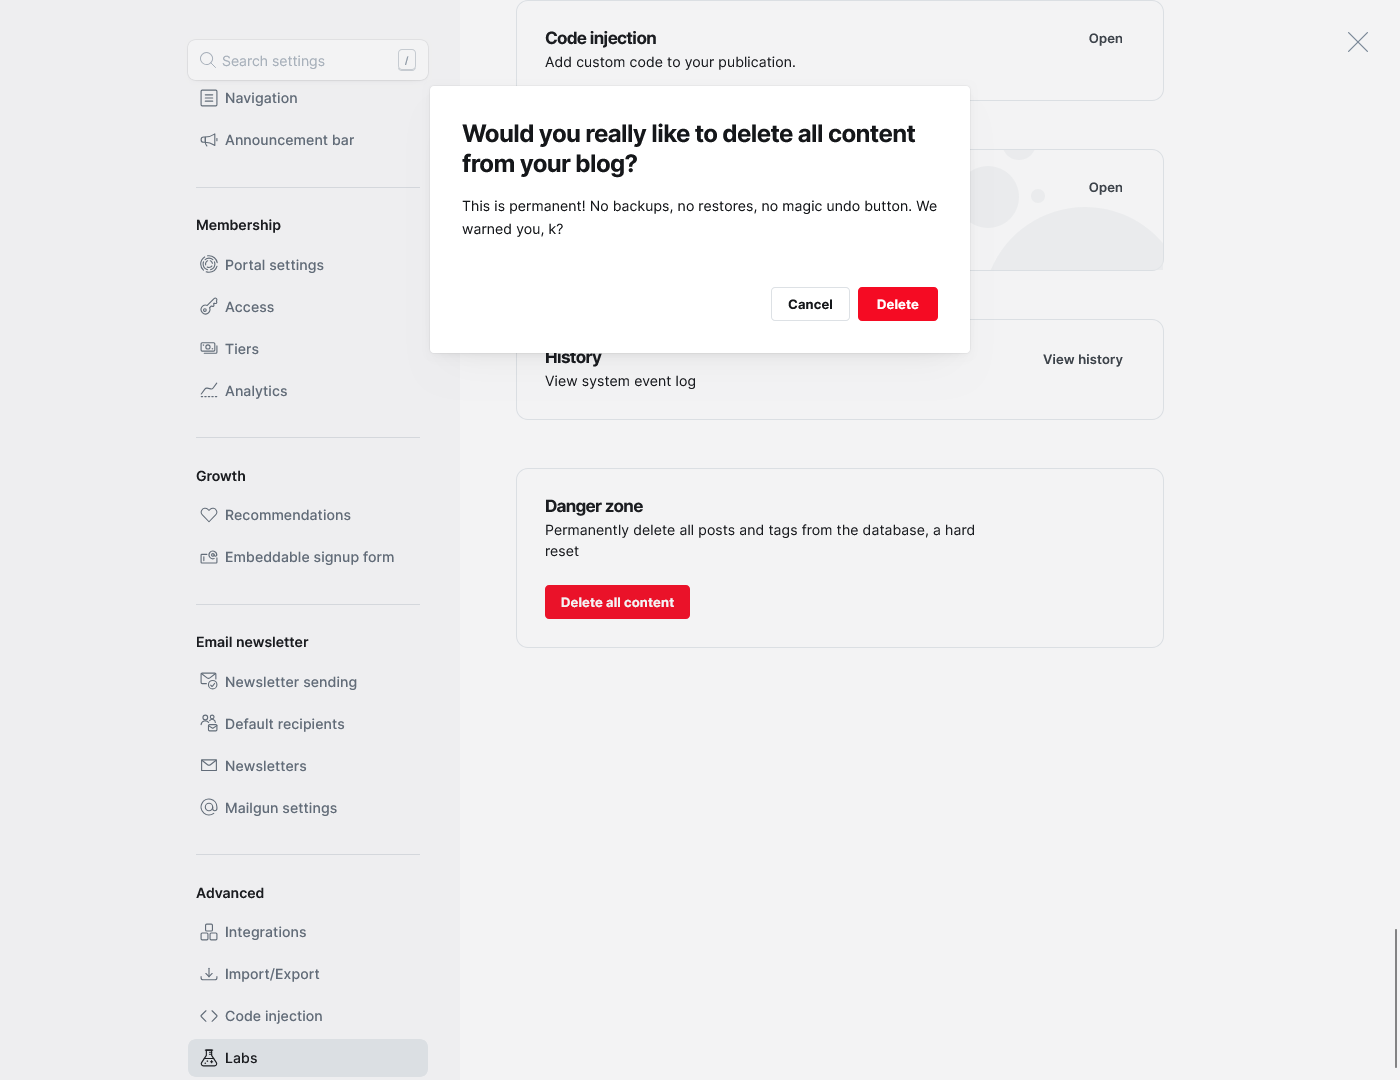 Search settings
/
Navigation
Announcement bar
Membership
Portal settings
Access
Tiers
Analytics
Growth
Recommendations
Embeddable signup form
Email newsletter
Newsletter sending
Default recipients
Newsletters
Mailgun settings
Advanced
Integrations
Import/Export
Code injection
Labs
Code injection
Add custom code to your publication.
Open
Would you really like to delete all content
from your blog?
This is permanent! No backups, no restores, no magic undo button. We
warned you, k?
Cancel
Delete
Open
History
View system event log
View history
Danger zone
Permanently delete all posts and tags from the database, a hard
reset
Delete all content